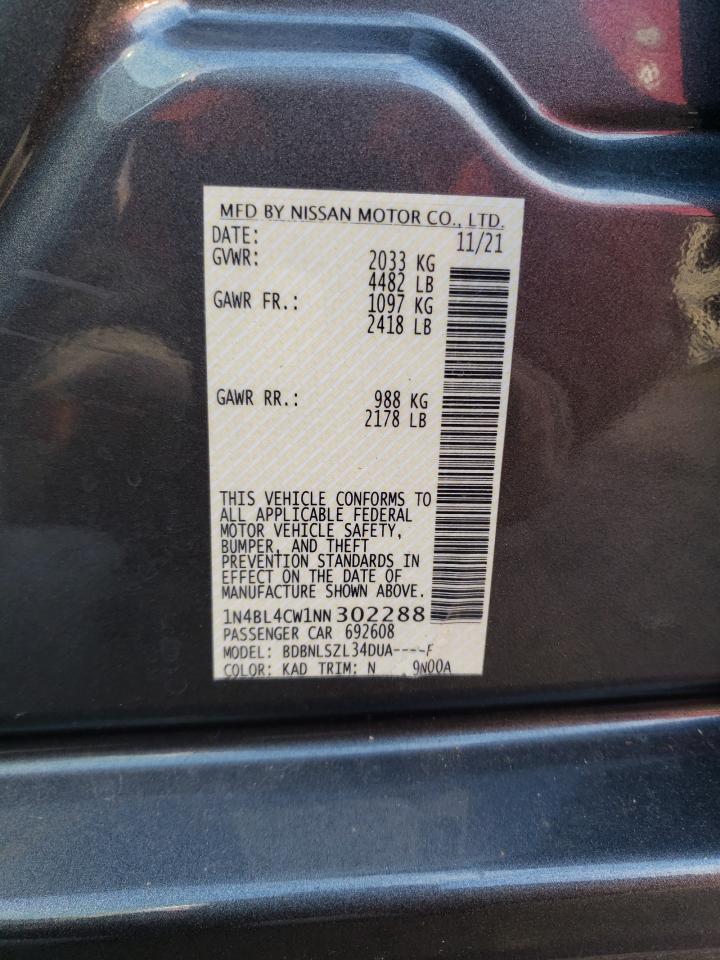 MFD BY NISSAN MOTOR CO., LTD.
DATE: 11/21
GVWR: 2033 KG
4482 LB
GAWR FR.: 1097 KG
2418 LB
GAWR RR.: 988 KG
2178 LB
THIS VEHICLE CONFORMS TO
ALL APPLICABLE FEDERAL
MOTOR VEHICLE SAFETY,
BUMPER, AND THEFT
PREVENTION STANDARDS IN
EFFECT ON THE DATE OF
MANUFACTURE SHOWN ABOVE.
1N4BL4CW1NN302288
PASSENGER CAR 692608
MODEL: BDBNLSZL34DUA----F
COLOR: KAD TRIM: N 9N00A